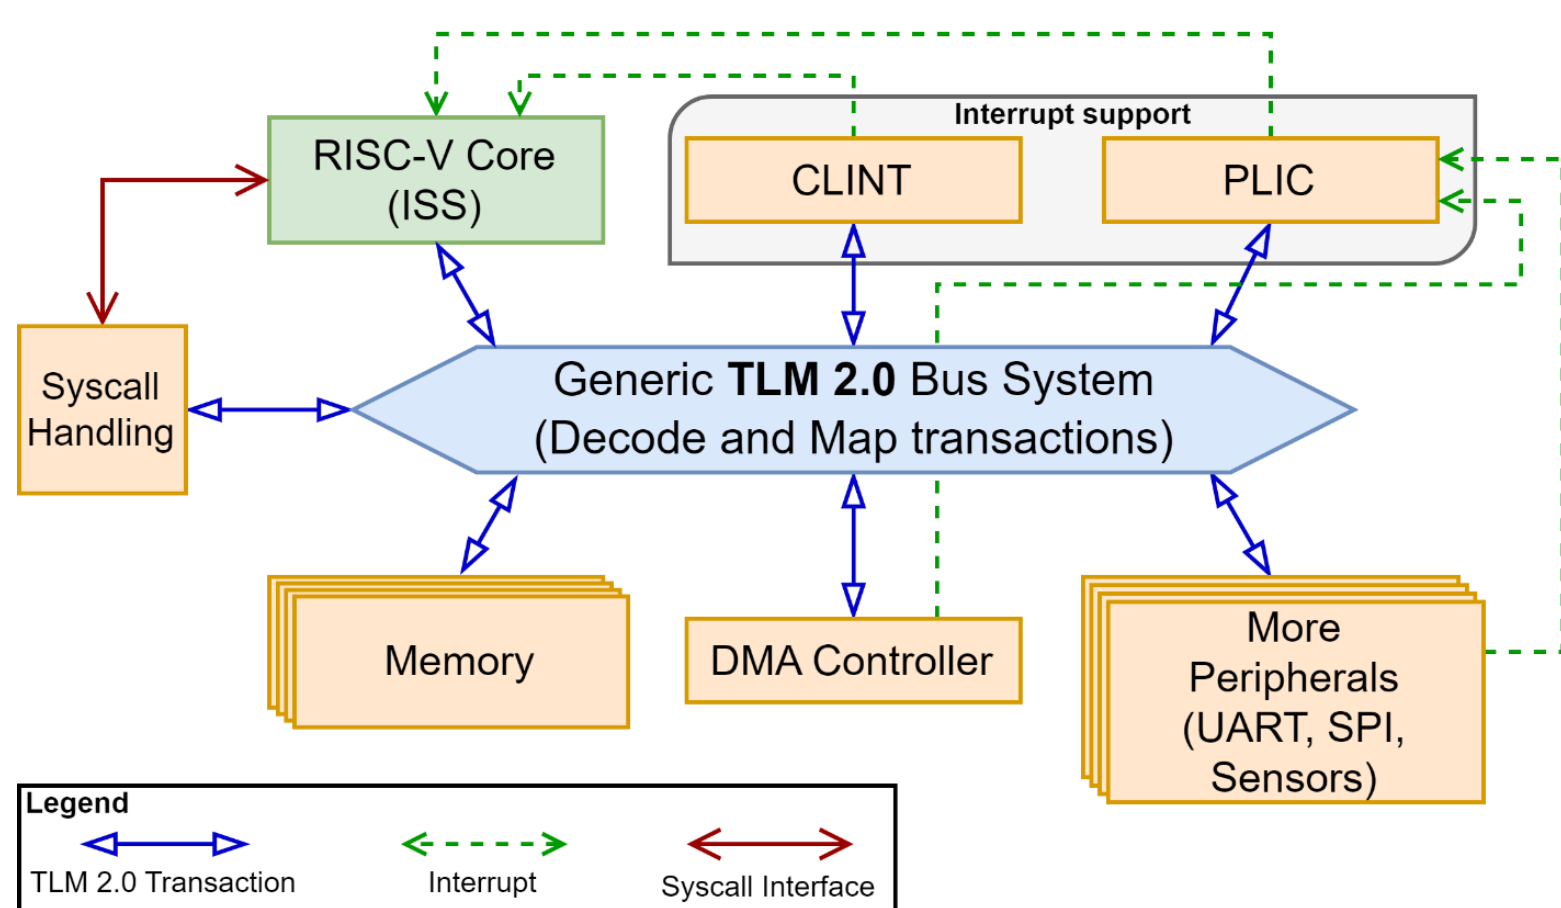 Interrupt support
RISC-V Core
(ISS)
CLINT
PLIC
Syscall
Handling
Generic TLM 2.0 Bus System
(Decode and Map transactions)
Memory
DMA Controller
More
Peripherals
(UART, SPI,
Sensors)
Legend
TLM 2.0 Transaction
Interrupt
Syscall Interface